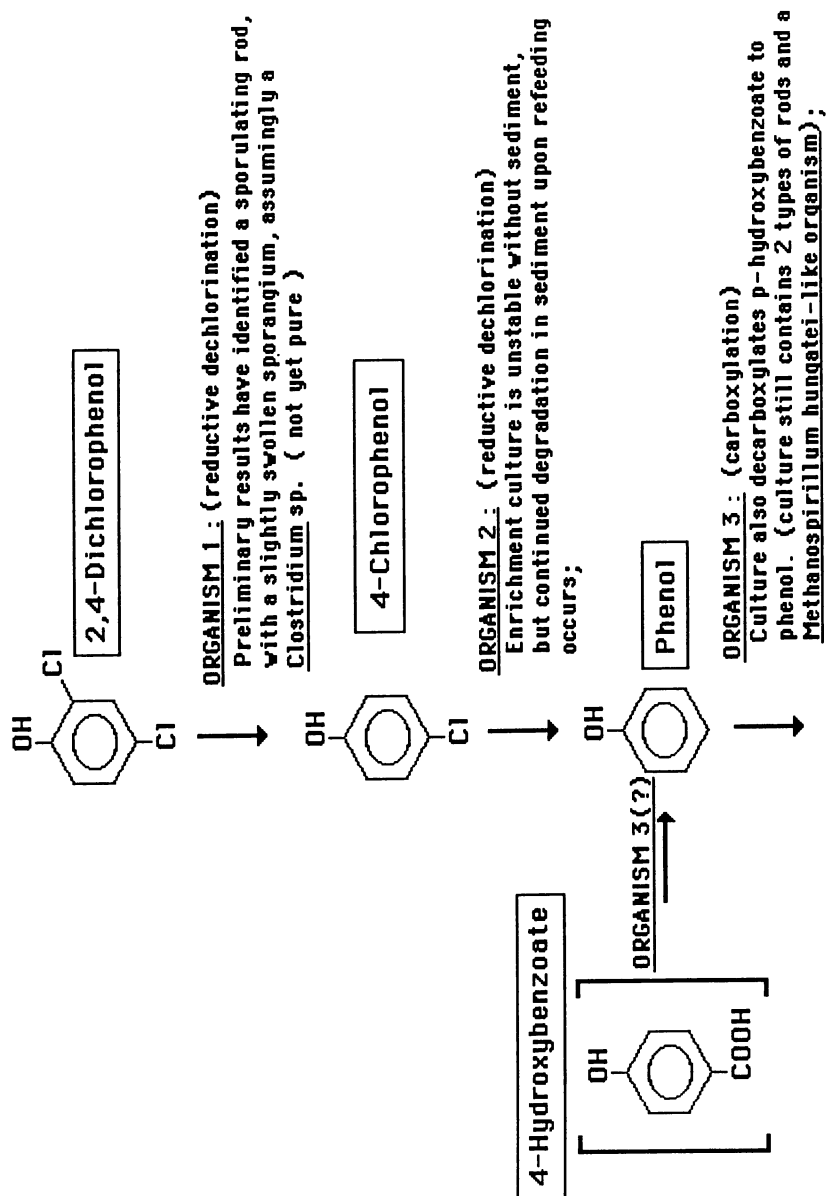 OH
Cl
Cl
2,4-Dichlorophenol
ORGANISM 1 : (reductive dechlorination)
Preliminary results have identified a sporulating rod,
with a slightly swollen sporangium, assumingly a
Clostridium sp. ( not yet pure )
OH
Cl
4-Chlorophenol
ORGANISM 2 : (reductive dechlorination)
Enrichment culture is unstable without sediment,
but continued degradation in sediment upon refeeding
occurs;
4-Hydroxybenzoate
OH
COOH
ORGANISM 3(?)
OH
Phenol
ORGANISM 3 : (carboxylation)
Culture also decarboxylates p-hydroxybenzoate to
phenol. (culture still contains 2 types of rods and a
Methanospirillum hungatei-like organism);